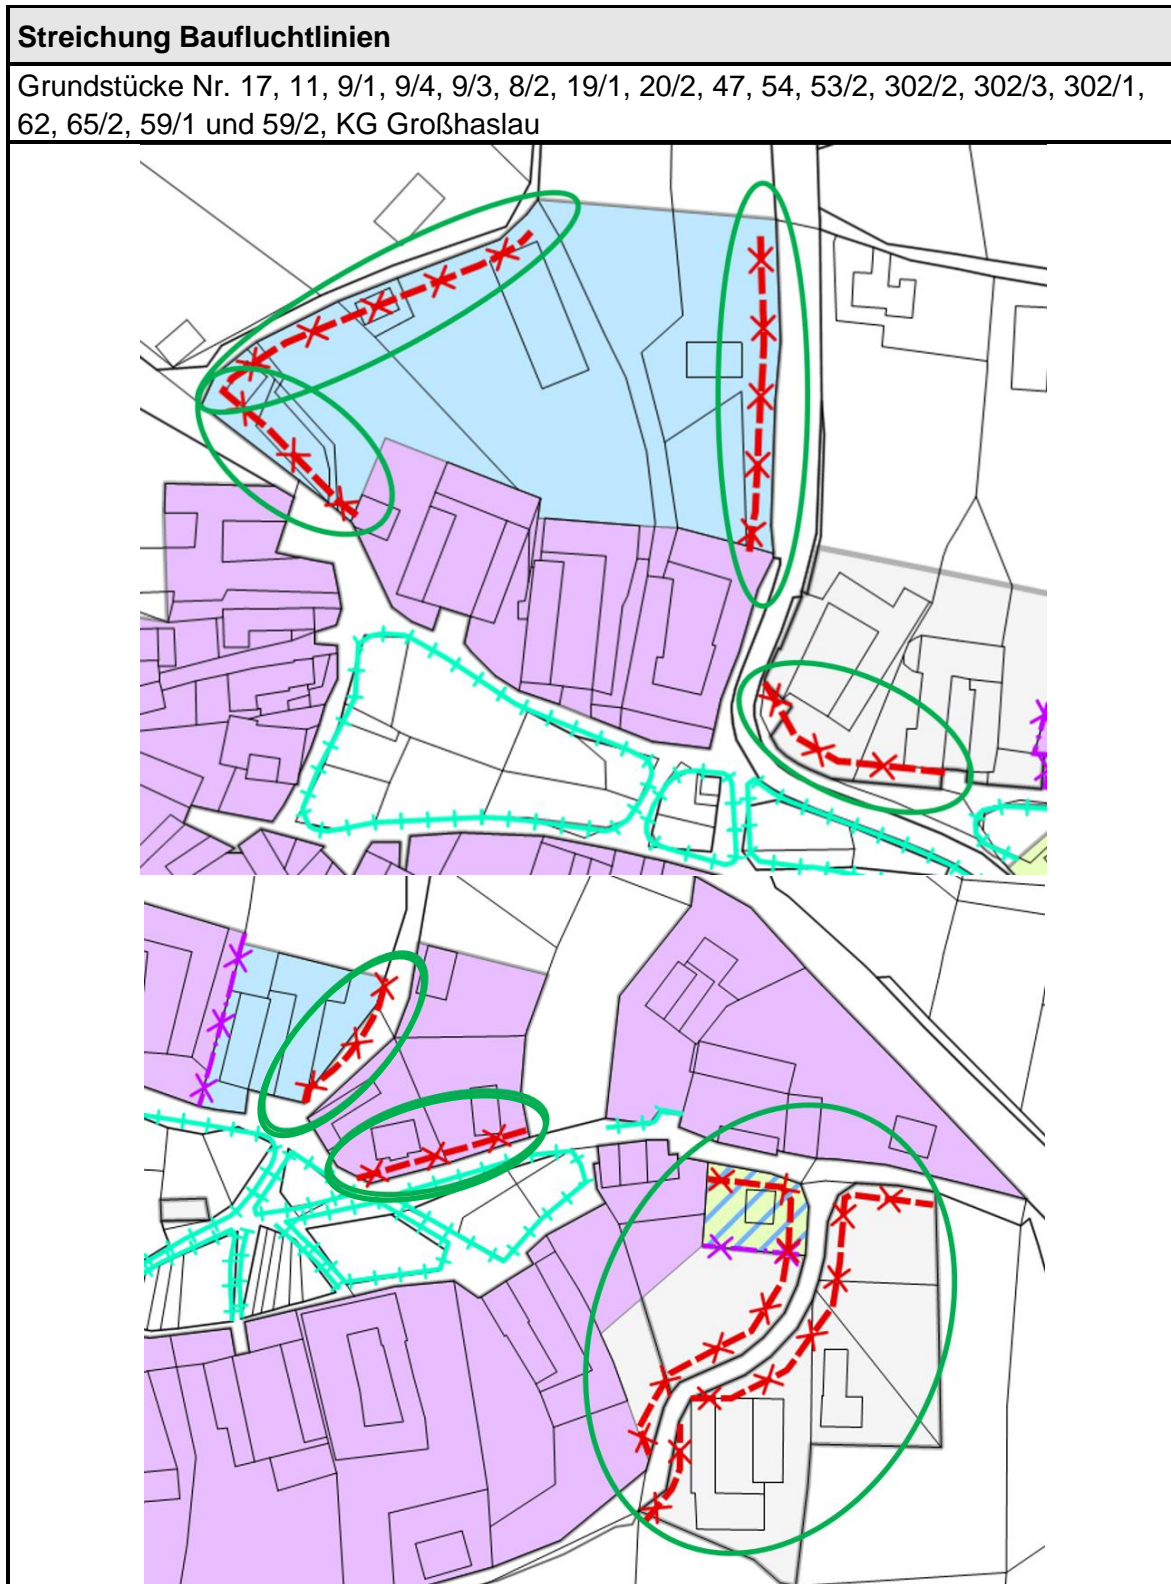 Streichung Baufluchtlinien
Grundstücke Nr. 17, 11, 9/1, 9/4, 9/3, 8/2, 19/1, 20/2, 47, 54, 53/2, 302/2, 302/3, 302/1,
62, 65/2, 59/1 und 59/2, KG Großhaslau